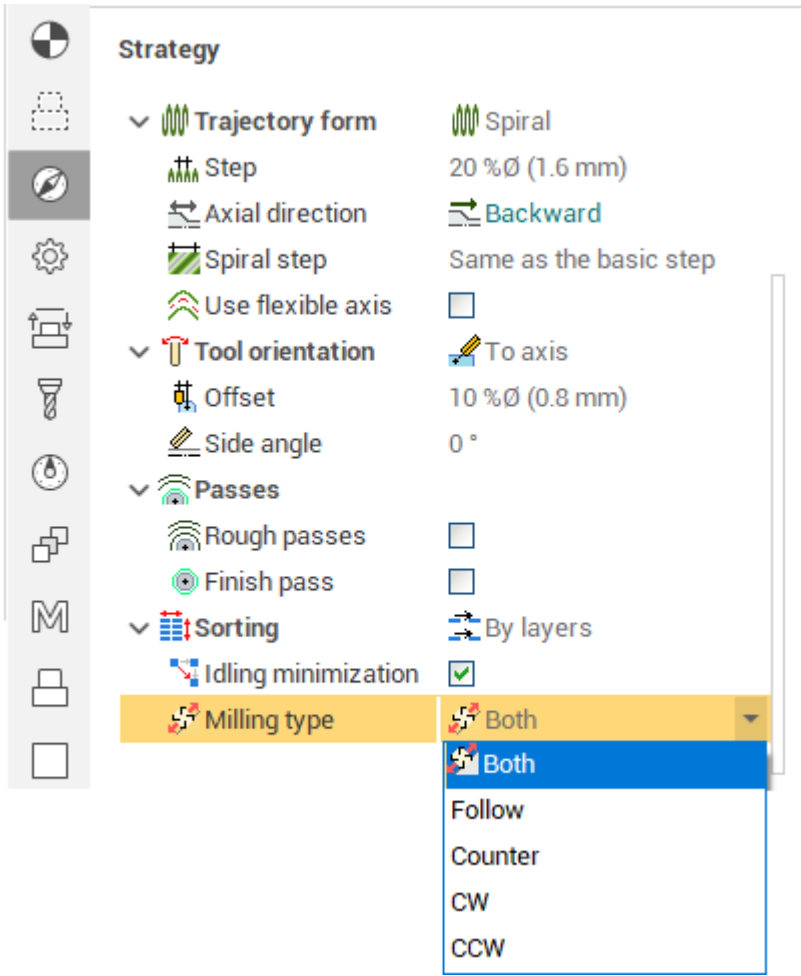 Strategy
Trajectory form Spiral
Step 20 %Ø (1.6 mm)
Axial direction Backward
Spiral step Same as the basic step
Use flexible axis
Tool orientation To axis
Offset 10 %Ø (0.8 mm)
Side angle 0 °
Passes
Rough passes
Finish pass
Sorting By layers
Idling minimization
Milling type Both
Both
Follow
Counter
CW
CCW